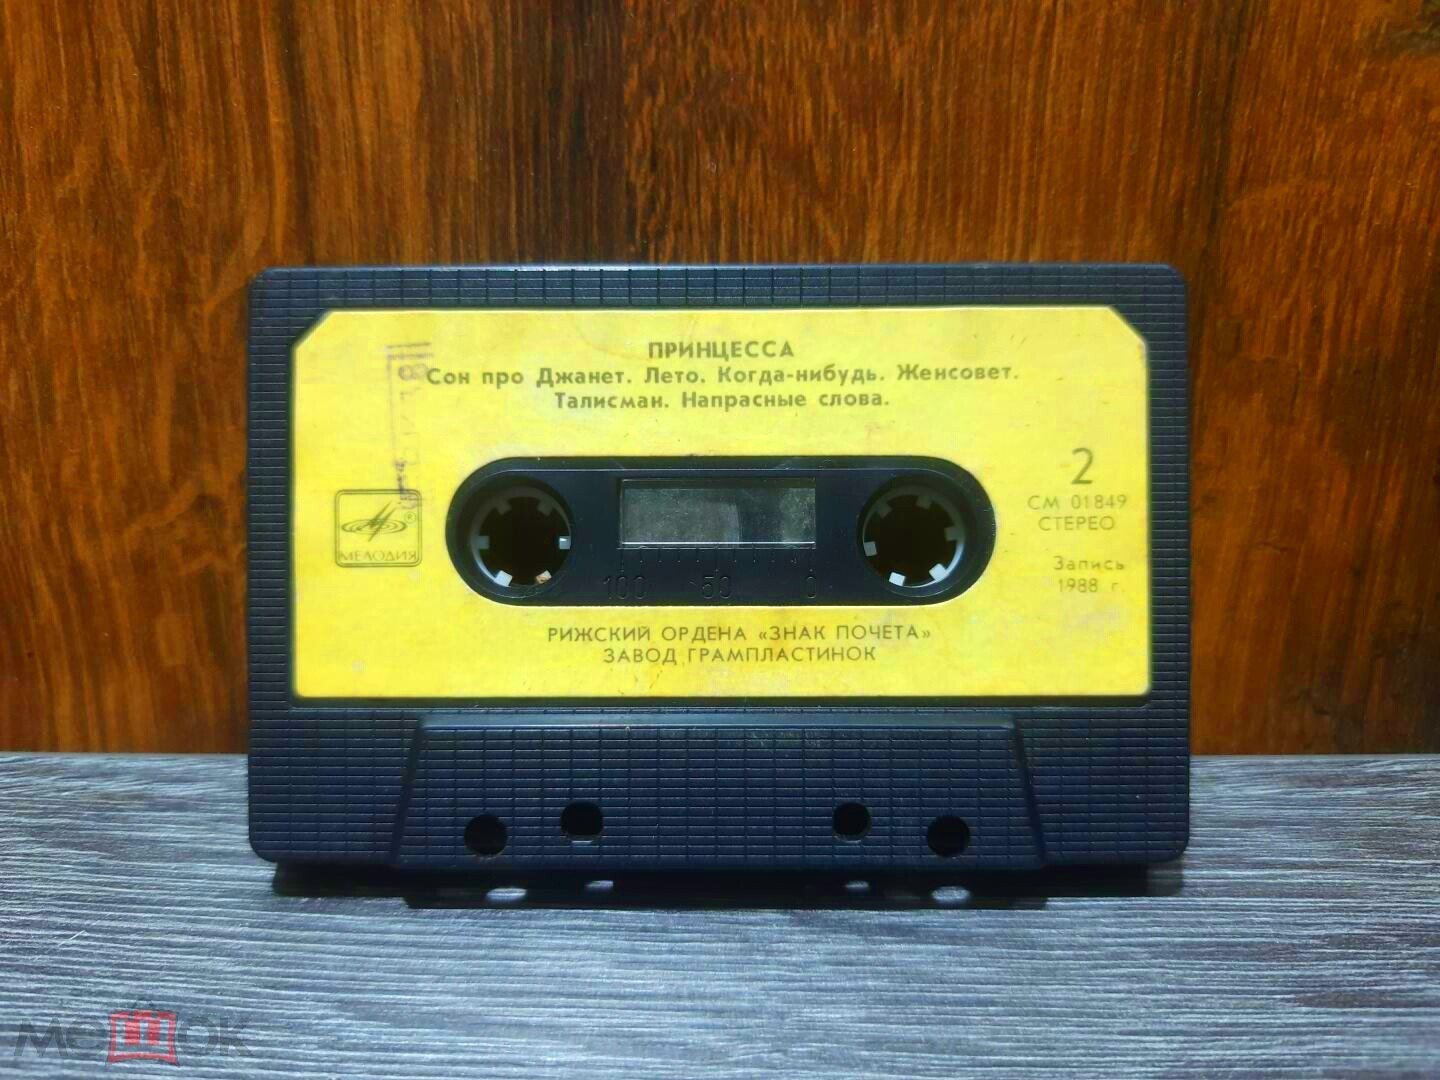 ПРИНЦЕССА
Сон про Джанет. Лето. Когда-нибудь. Женсовет.
Талисман. Напрасные слова.
2
СМ 01849
СТЕРЕО
Запись
1988 г.
®
МЕЛОДИЯ
100 50 0
РИЖСКИЙ ОРДЕНА «ЗНАК ПОЧЕТА»
ЗАВОД ГРАМПЛАСТИНОК
мешок